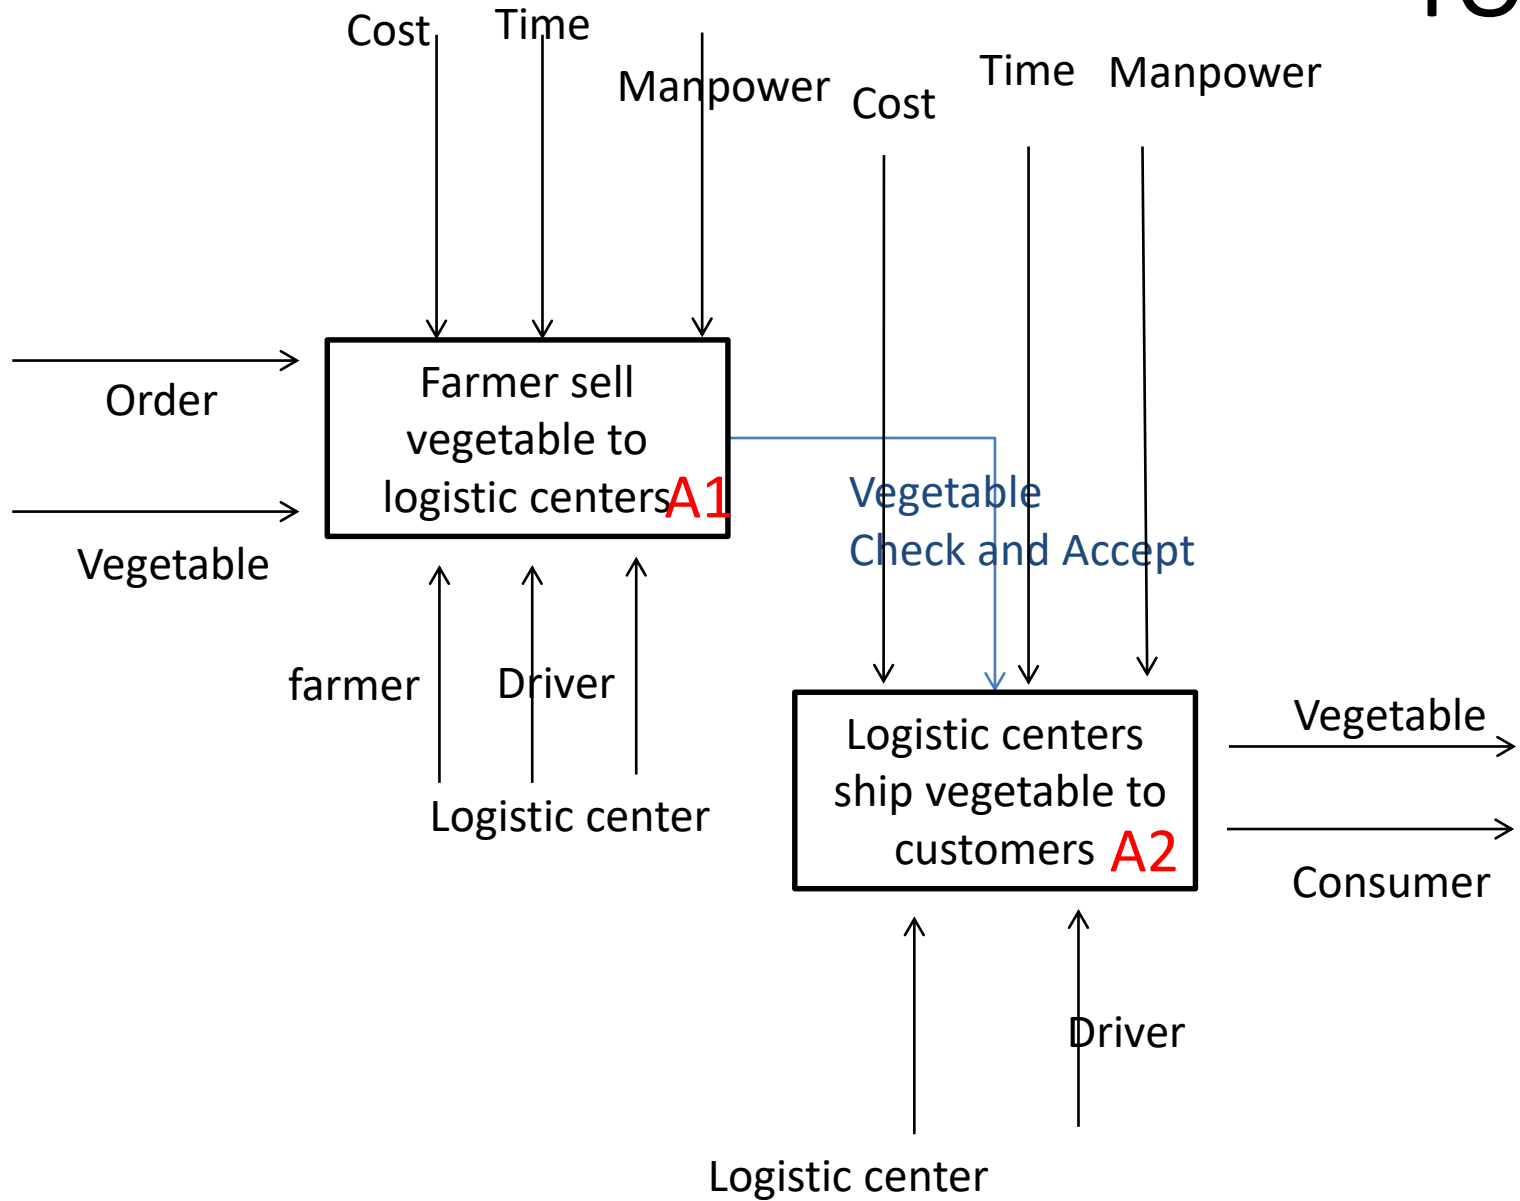 Cost
Time
Manpower
Cost
Time
Manpower
Order
Vegetable
Farmer sell
vegetable to
logistic centers
A1
Vegetable
Check and Accept
farmer
Driver
Logistic center
Logistic centers
ship vegetable to
customers
A2
Vegetable
Consumer
Driver
Logistic center